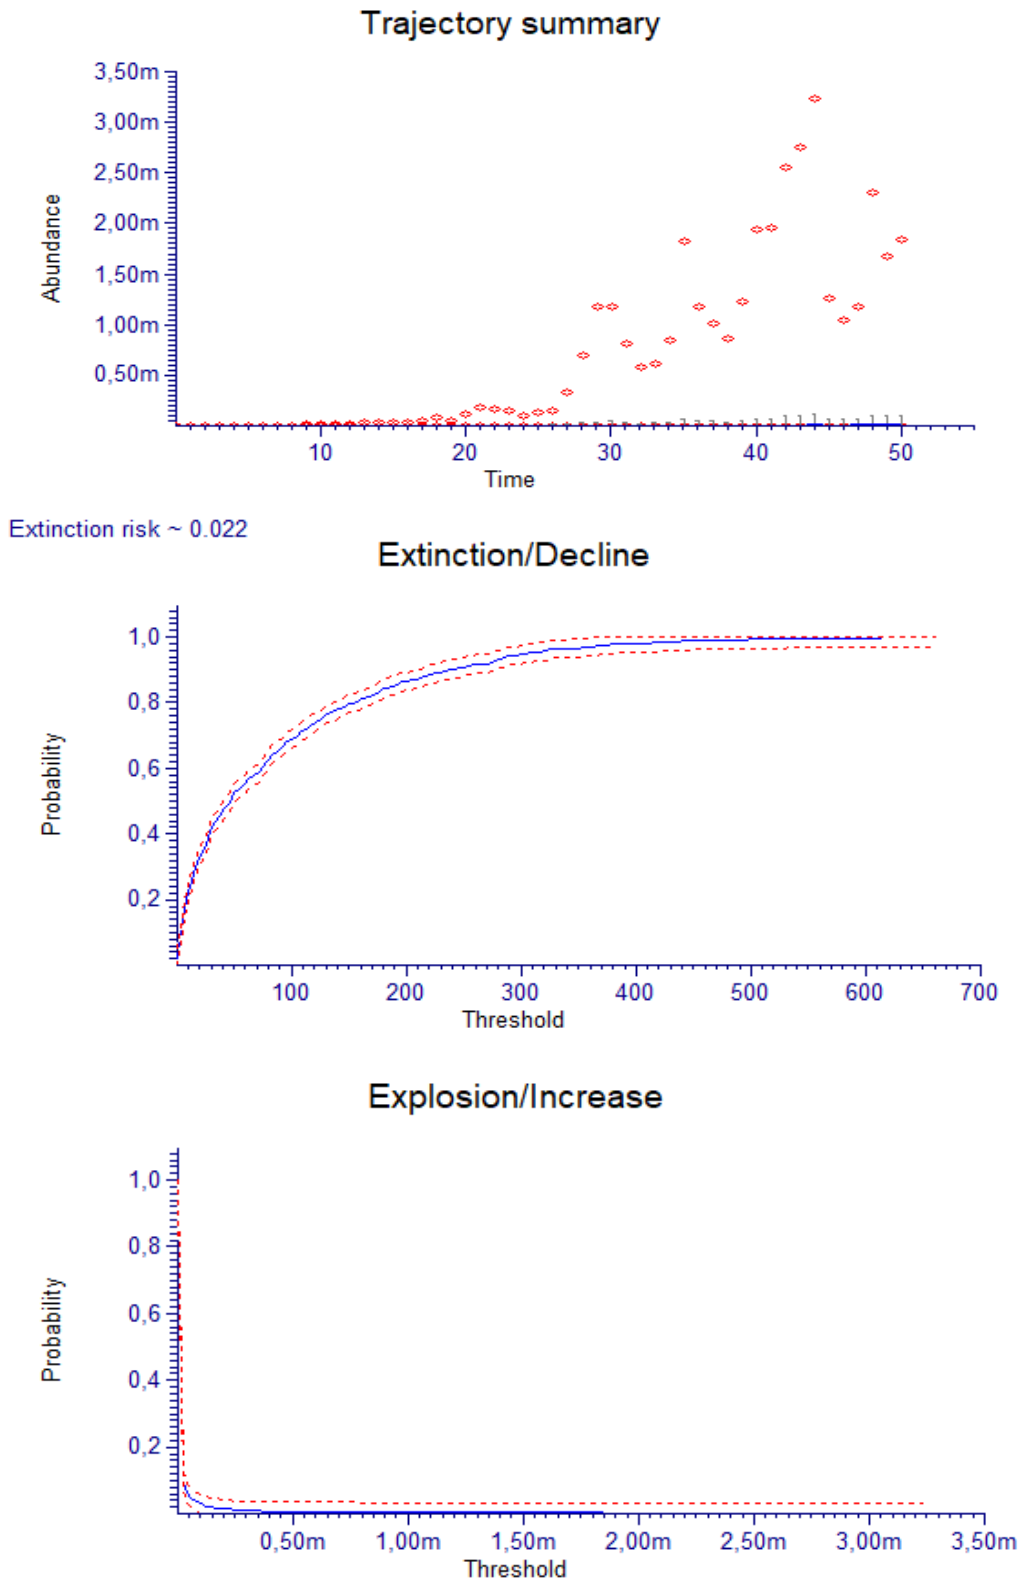 Trajectory summary
3,50m
3,00m
2,50m
2,00m
1,50m
1,00m
0,50m
Abundance
10 20 30 40 50
Time
Extinction risk ~ 0.022
Extinction/Decline
1,0
0,8
0,6
0,4
0,2
Probability
100 200 300 400 500 600 700
Threshold
Explosion/Increase
1,0
0,8
0,6
0,4
0,2
Probability
0,50m 1,00m 1,50m 2,00m 2,50m 3,00m 3,50m
Threshold